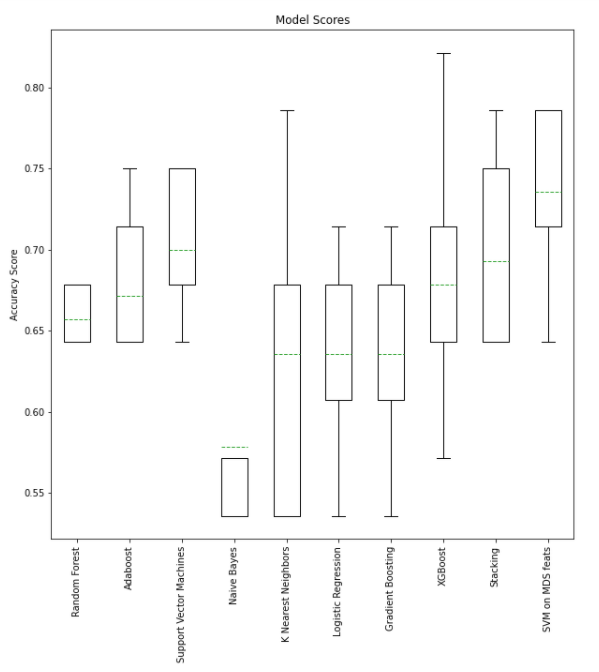 Model Scores
0.80
0.75
0.70
0.65
0.60
0.55
Accuracy Score
Random Forest
Adaboost
Support Vector Machines
Naive Bayes
K Nearest Neighbors
Logistic Regression
Gradient Boosting
XGBoost
Stacking
SVM on MDS feats